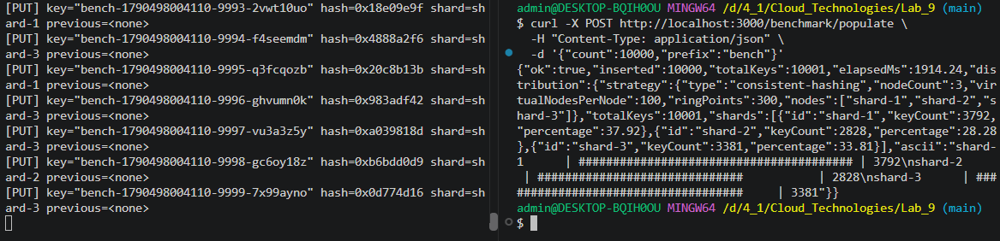 [PUT] key="bench-1790498004110-9993-2vwt10uo" hash=0x18e09e9f shard=sh
ard-1 previous=<none>
[PUT] key="bench-1790498004110-9994-f4seemdm" hash=0x4888a2f6 shard=sh
ard-3 previous=<none>
[PUT] key="bench-1790498004110-9995-q3fcqozb" hash=0x20c8b13b shard=sh
ard-1 previous=<none>
[PUT] key="bench-1790498004110-9996-ghvumn0k" hash=0x983adf42 shard=sh
ard-3 previous=<none>
[PUT] key="bench-1790498004110-9997-vu3a3z5y" hash=0xa039818d shard=sh
ard-3 previous=<none>
[PUT] key="bench-1790498004110-9998-gc6oy18z" hash=0xb6bdd0d9 shard=sh
ard-2 previous=<none>
[PUT] key="bench-1790498004110-9999-7x99ayno" hash=0x0d774d16 shard=sh
ard-3 previous=<none>
admin@DESKTOP-BQIH0OU MINGW64 /d/4_1/Cloud_Technologies/Lab_9 (main)
$ curl -X POST http://localhost:3000/benchmark/populate \
  -H "Content-Type: application/json" \
  -d '{"count":10000,"prefix":"bench"}'
{"ok":true,"inserted":10000,"totalKeys":10001,"elapsedMs":1914.24,"dis
tribution":{"strategy":{"type":"consistent-hashing","nodeCount":3,"vir
tualNodesPerNode":100,"ringPoints":300,"nodes":["shard-1","shard-2","s
hard-3"]},"totalKeys":10001,"shards":[{"id":"shard-1","keyCount":3792,
"percentage":37.92},{"id":"shard-2","keyCount":2828,"percentage":28.28
},{"id":"shard-3","keyCount":3381,"percentage":33.81}],"ascii":"shard-
1      | ######################################## | 3792\nshard-2
 | ##############################           | 2828\nshard-3      | ###
#################################     | 3381"}}
admin@DESKTOP-BQIH0OU MINGW64 /d/4_1/Cloud_Technologies/Lab_9 (main)
$